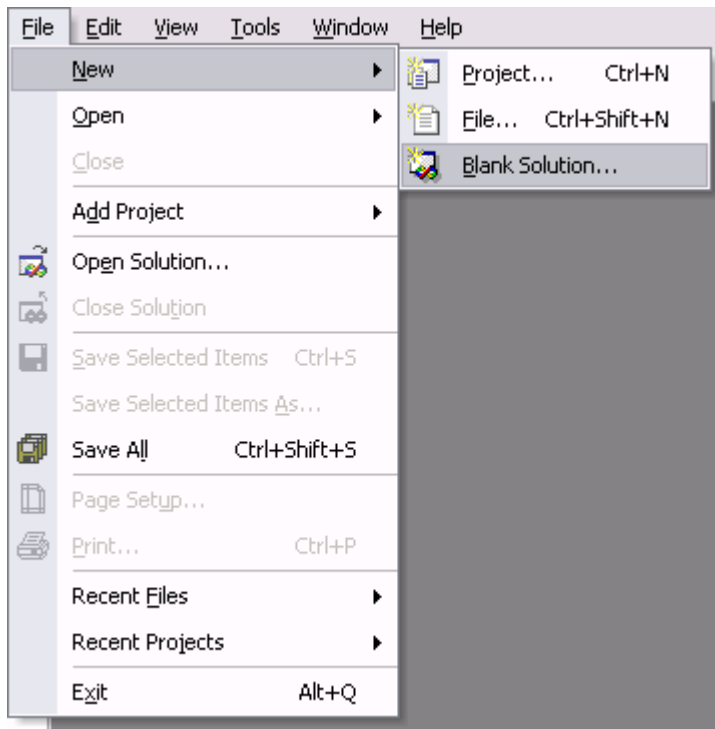 File Edit View Tools Window Help
New
Project... Ctrl+N
Open
File... Ctrl+Shift+N
Close
Blank Solution...
Add Project
Open Solution...
Close Solution
Save Selected Items Ctrl+S
Save Selected Items As...
Save All Ctrl+Shift+S
Page Setup...
Print... Ctrl+P
Recent Files
Recent Projects
Exit Alt+Q